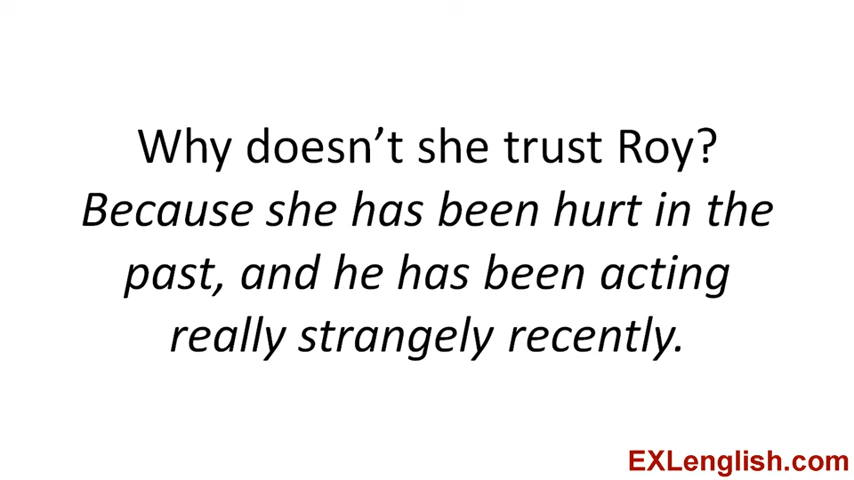 Why doesn’t she trust Roy?
Because she has been hurt in the
past, and he has been acting
really strangely recently.
EXLenglish.com